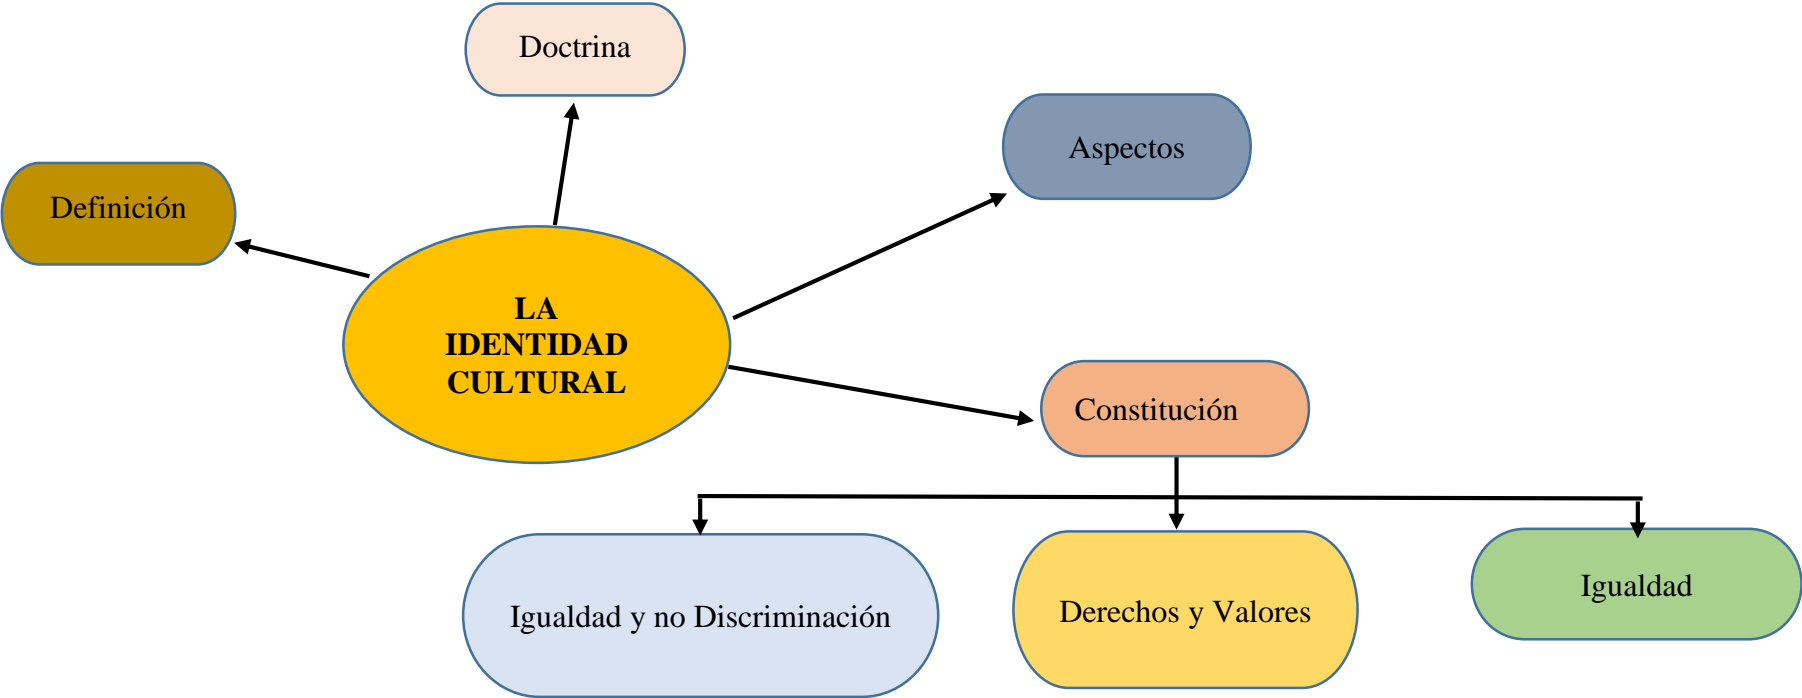 Doctrina
Aspectos
Definición
LA
IDENTIDAD
CULTURAL
Constitución
Igualdad y no Discriminación
Derechos y Valores
Igualdad